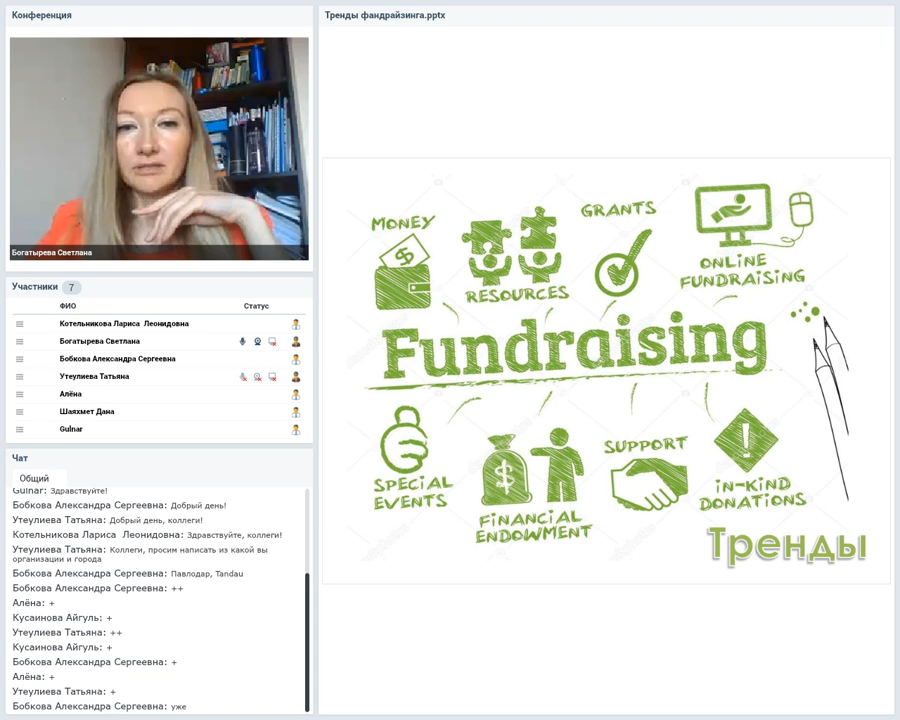 Конференция
Богатырева Светлана
Участники 7
ФИО Статус
Котельникова Лариса Леонидовна
Богатырева Светлана
Бобкова Александра Сергеевна
Утеулиева Татьяна
Алёна
Шаяхмет Дана
Gulnar
Чат
Общий
Gulnar: Здравствуйте!
Бобкова Александра Сергеевна: Добрый день!
Утеулиева Татьяна: Добрый день, коллеги!
Котельникова Лариса Леонидовна: Здравствуйте, коллеги!
Утеулиева Татьяна: Коллеги, просим написать из какой вы
организации и города
Бобкова Александра Сергеевна: Павлодар, Tandau
Бобкова Александра Сергеевна: ++
Алёна: +
Кусаинова Айгуль: +
Утеулиева Татьяна: ++
Кусаинова Айгуль: +
Бобкова Александра Сергеевна: +
Алёна: +
Утеулиева Татьяна: +
Бобкова Александра Сергеевна: уже
Тренды фандрайзинга.pptx
MONEY
RESOURCES
GRANTS
ONLINE
FUNDRAISING
Fundraising
SPECIAL
EVENTS
FINANCIAL
ENDOWMENT
SUPPORT
IN-KIND
DONATIONS
Тренды